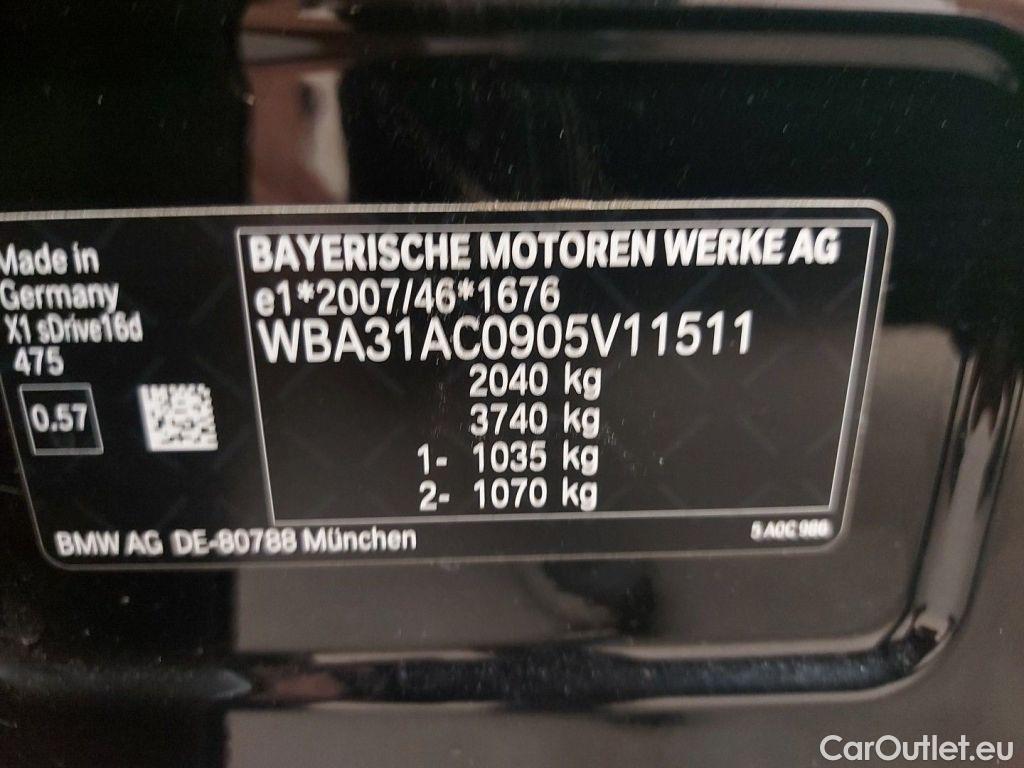 Made in
Germany
X1 sDrive16d
475
0.57
BAYERISCHE MOTOREN WERKE AG
e1*2007/46*1676
WBA31AC0905V11511
2040 kg
3740 kg
1- 1035 kg
2- 1070 kg
BMW AG DE-80788 München
5 A0C 986
CarOutlet.eu